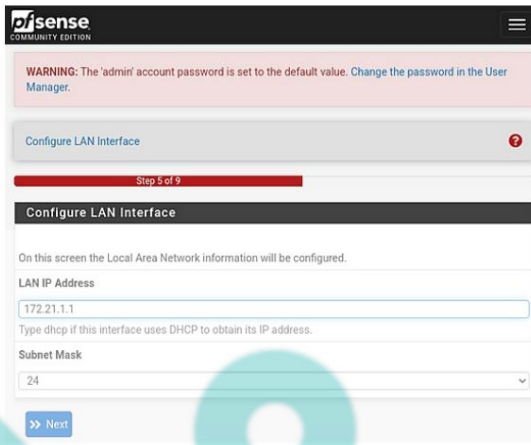 pfsense
COMMUNITY EDITION
WARNING: The 'admin' account password is set to the default value. Change the password in the User
Manager.
Configure LAN Interface
Step 5 of 9
Configure LAN Interface
On this screen the Local Area Network information will be configured.
LAN IP Address
172.21.1.1
Type dhcp if this interface uses DHCP to obtain its IP address.
Subnet Mask
24
>> Next